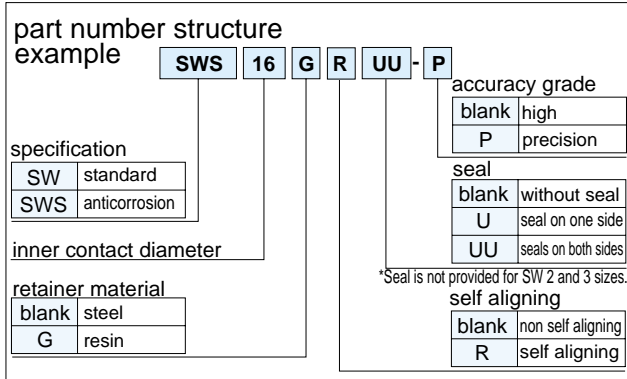 part number structure
example
SWS 16 G R UU - P
specification
SW standard
SWS anticorrosion
inner contact diameter
retainer material
blank steel
G resin
accuracy grade
blank high
P precision
seal
blank without seal
U seal on one side
UU seals on both sides
*Seal is not provided for SW 2 and 3 sizes.
self aligning
blank non self aligning
R self aligning